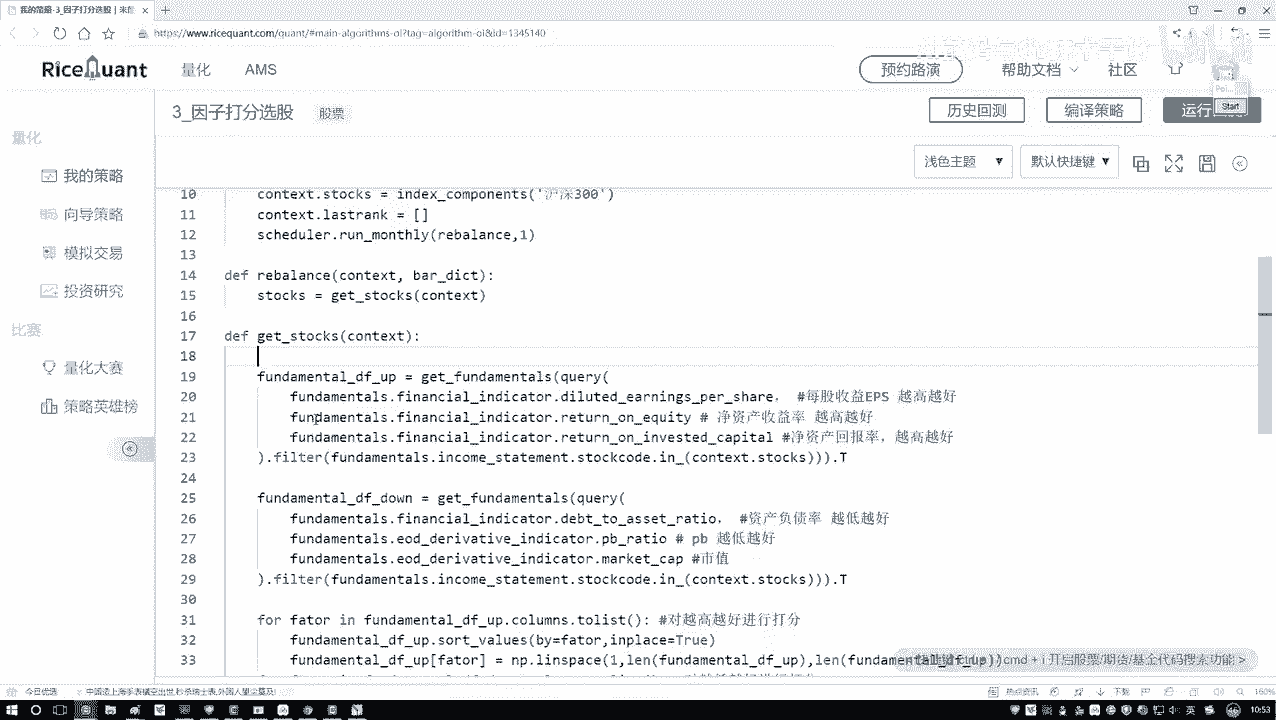 我的策略-3_因子打分选股 | 米筐
https://www.ricequant.com/quant/#main-algorithms-ol?tag=algorithm-oi&id=1345140
RiceQuant
量化
AMS
预约路演
帮助文档
社区
3_因子打分选股
股票
历史回测
编译策略
运行
Start
浅色主题
默认快捷键
量化
我的策略
向导策略
模拟交易
投资研究
比赛
量化大赛
策略英雄榜
10 context.stocks = index_components('沪深300')
11 context.lastrank = []
12 scheduler.run_monthly(rebalance,1)
13
14 def rebalance(context, bar_dict):
15 stocks = get_stocks(context)
16
17 def get_stocks(context):
18
19 fundamental_df_up = get_fundamentals(query(
20 fundamentals.financial_indicator.diluted_earnings_per_share， #每股收益EPS 越高越好
21 fundamentals.financial_indicator.return_on_equity # 净资产收益率 越高越好
22 fundamentals.financial_indicator.return_on_invested_capital #净资产回报率，越高越好
23 ).filter(fundamentals.income_statement.stockcode.in_(context.stocks))).T
24
25 fundamental_df_down = get_fundamentals(query(
26 fundamentals.financial_indicator.debt_to_asset_ratio， #资产负债率 越低越好
27 fundamentals.eod_derivative_indicator.pb_ratio # pb 越低越好
28 fundamentals.eod_derivative_indicator.market_cap #市值
29 ).filter(fundamentals.income_statement.stockcode.in_(context.stocks))).T
30
31 for fator in fundamental_df_up.columns.tolist(): #对越高越好进行打分
32 fundamental_df_up.sort_values(by=fator,inplace=True)
33 fundamental_df_up[fator] = np.linspace(1,len(fundamental_df_up),len(fundamental_df_up))
cmd + i 开启股票/期货/基金代码搜索功能 >
今日优选
160%
英
10:53